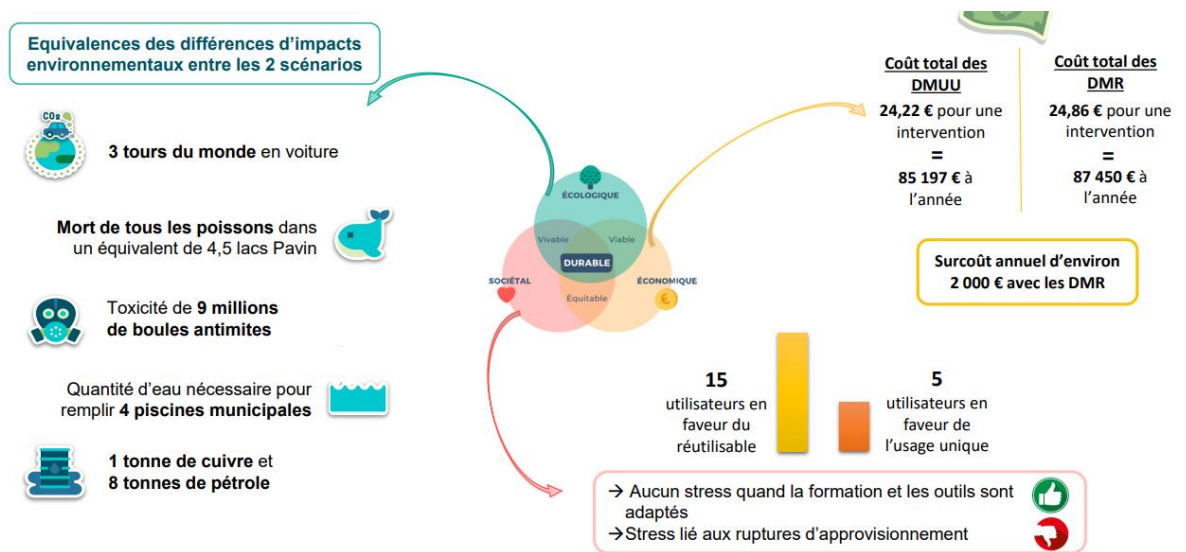 Equivalences des différences d'impacts
environnementaux entre les 2 scénarios
CO₂
3 tours du monde en voiture
Mort de tous les poissons dans
un équivalent de 4,5 lacs Pavin
Toxicité de 9 millions
de boules antimites
Quantité d'eau nécessaire pour
remplir 4 piscines municipales
1 tonne de cuivre et
8 tonnes de pétrole
ÉCOLOGIQUE
Vivable
Viable
DURABLE
SOCIÉTAL
ÉCONOMIQUE
€
Équitable
Coût total des
DMUU
24,22 € pour une
intervention
=
85 197 € à
l'année
Coût total des
DMR
24,86 € pour une
intervention
=
87 450 € à
l'année
Surcoût annuel d'environ
2 000 € avec les DMR
15
utilisateurs en
faveur du
réutilisable
5
utilisateurs en
faveur de
l'usage unique
→ Aucun stress quand la formation et les outils sont
adaptés
→Stress lié aux ruptures d'approvisionnement